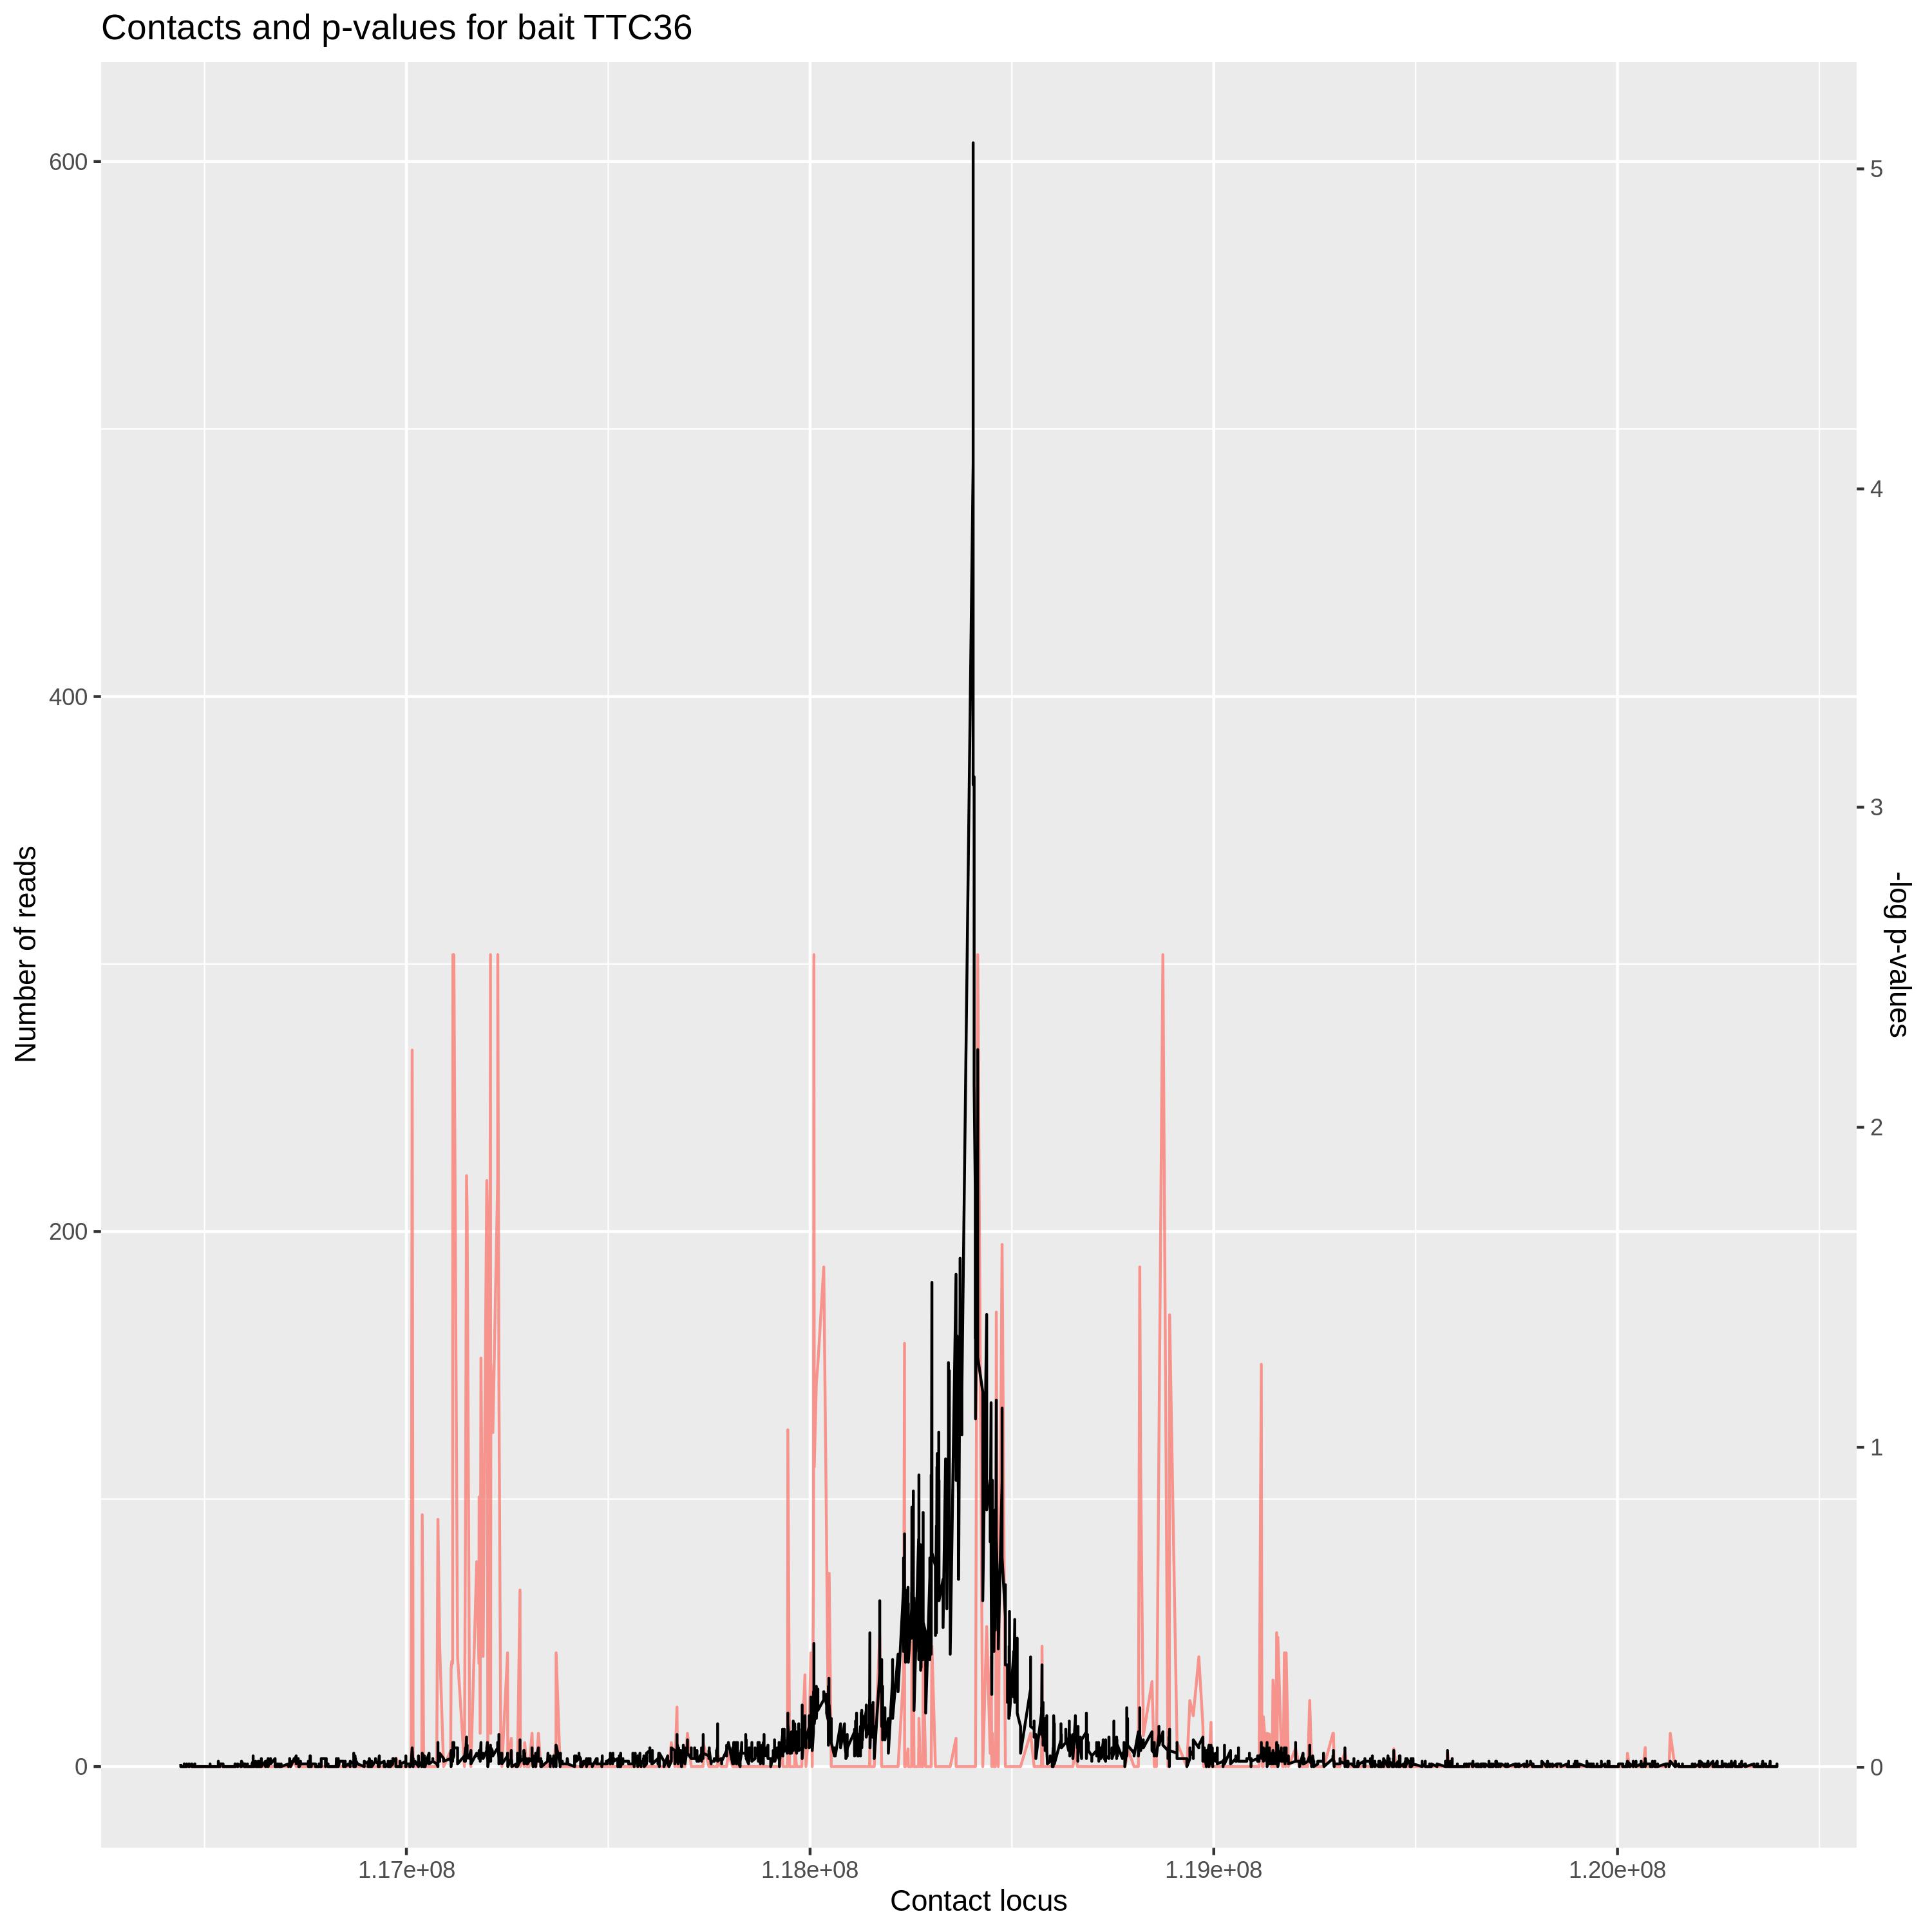 Contacts and p-values for bait TTC36
600
400
200
0
Number of reads
5
4
3
2
1
0
-log p-values
1.17e+08
1.18e+08
1.19e+08
1.20e+08
Contact locus